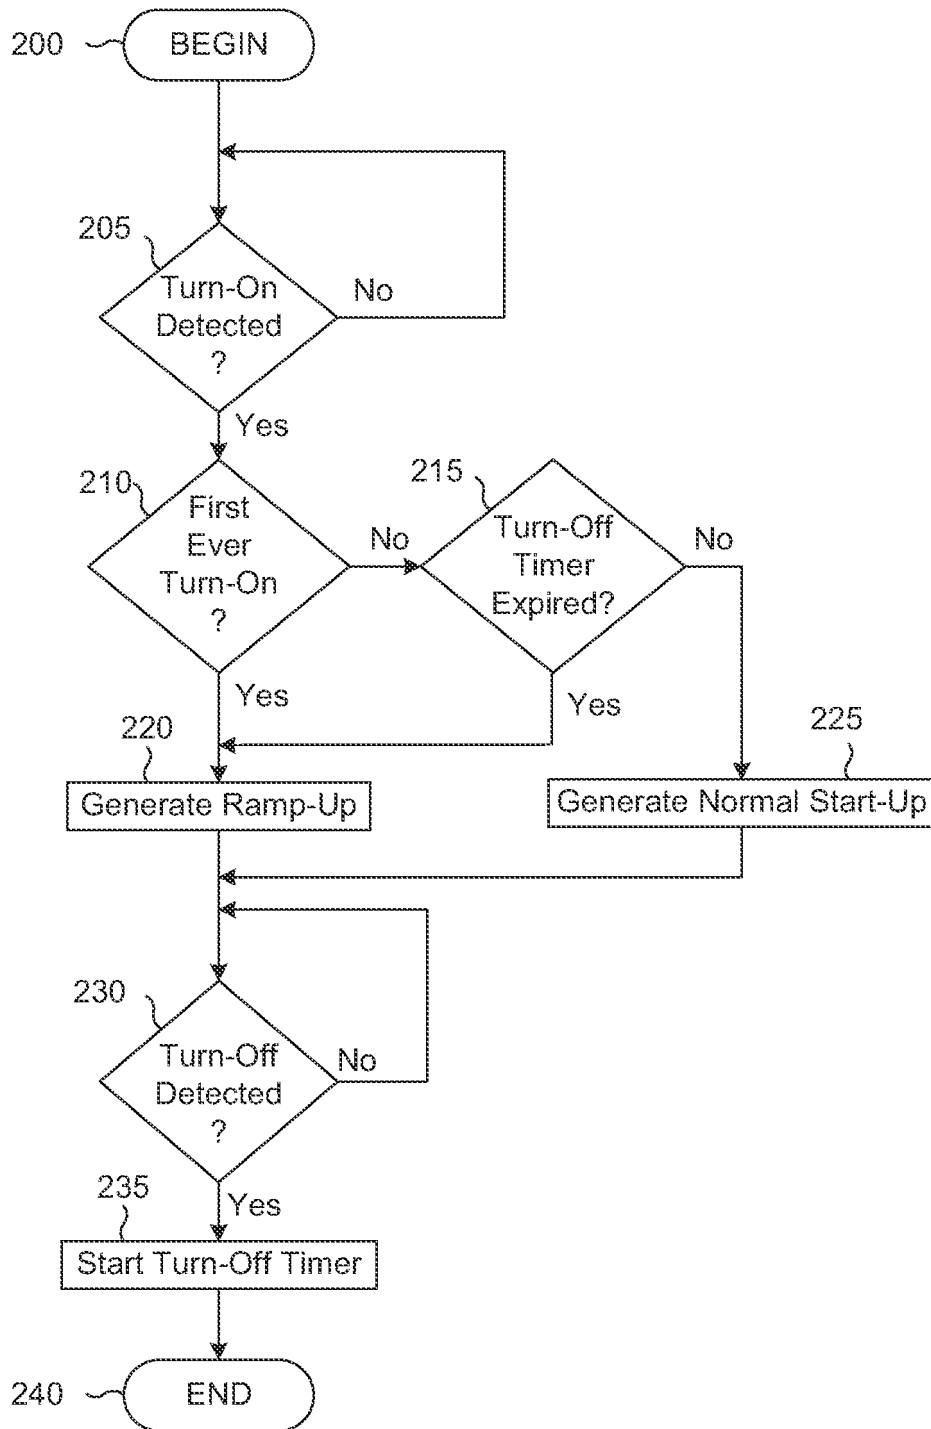 200
BEGIN
205
Turn-On
Detected
?
No
Yes
210
First
Ever
Turn-On
?
No
215
Turn-Off
Timer
Expired?
No
Yes
Yes
220
Generate Ramp-Up
225
Generate Normal Start-Up
230
Turn-Off
Detected
?
No
Yes
235
Start Turn-Off Timer
240
END